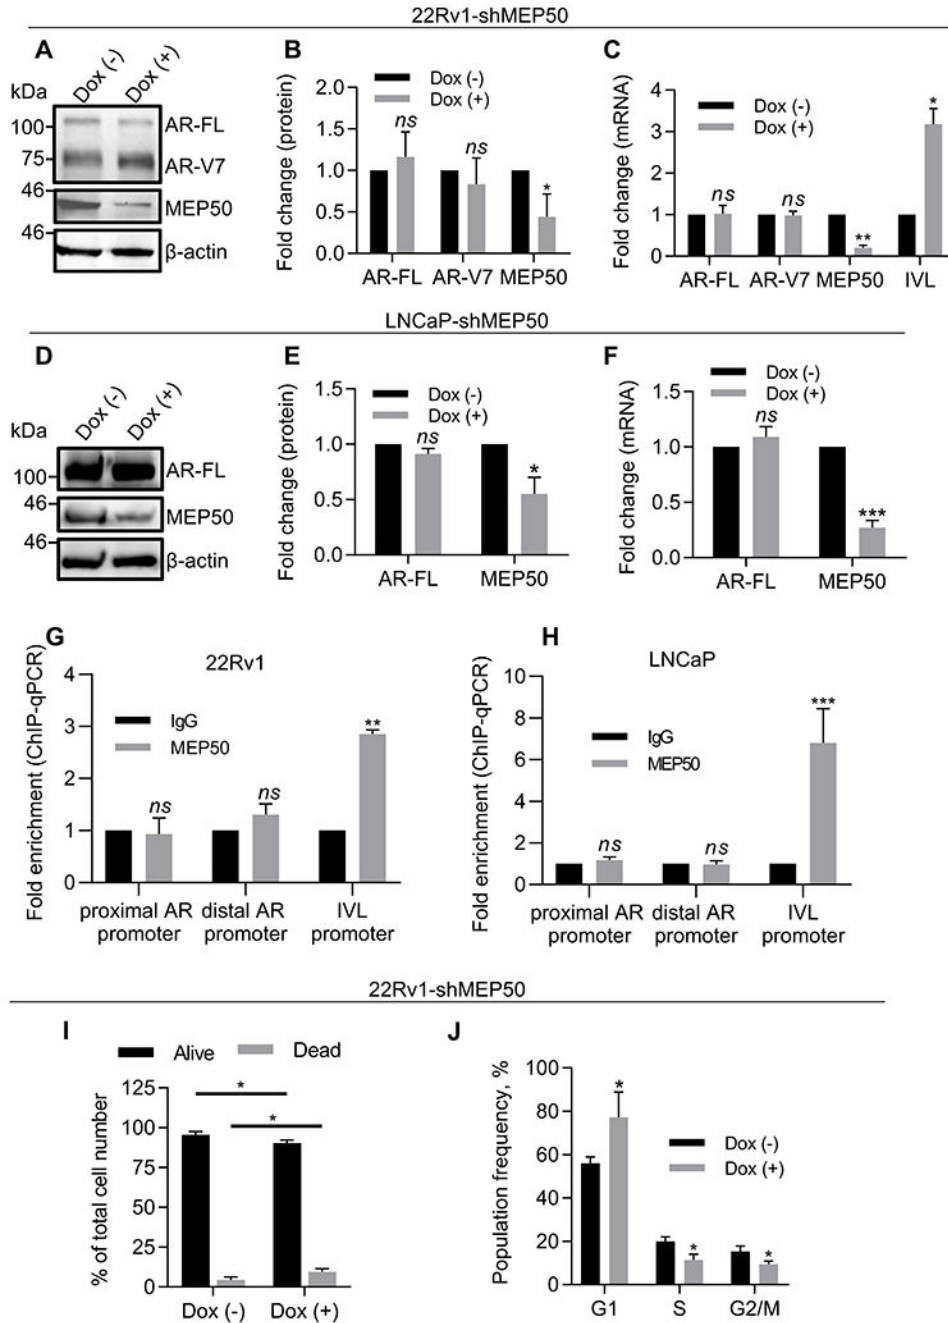 22Rv1-shMEP50
A
Dox (-)
Dox (+)
kDa
100
AR-FL
75
AR-V7
46
MEP50
46
β-actin
B
Fold change (protein)
2.0
1.5
1.0
0.5
0.0
Dox (-)
Dox (+)
ns
ns
*
AR-FL
AR-V7
MEP50
C
Fold change (mRNA)
4
3
2
1
0
Dox (-)
Dox (+)
ns
ns
**
*
AR-FL
AR-V7
MEP50
IVL
LNCaP-shMEP50
D
Dox (-)
Dox (+)
kDa
100
AR-FL
46
MEP50
46
β-actin
E
Fold change (protein)
1.5
1.0
0.5
0.0
Dox (-)
Dox (+)
ns
*
AR-FL
MEP50
F
Fold change (mRNA)
1.5
1.0
0.5
0.0
Dox (-)
Dox (+)
ns
***
AR-FL
MEP50
G
22Rv1
Fold enrichment (ChIP-qPCR)
4
3
2
1
0
IgG
MEP50
ns
ns
**
proximal AR
promoter
distal AR
promoter
IVL
promoter
H
LNCaP
Fold enrichment (ChIP-qPCR)
10
8
6
4
2
0
IgG
MEP50
ns
ns
***
proximal AR
promoter
distal AR
promoter
IVL
promoter
22Rv1-shMEP50
I
Alive
Dead
% of total cell number
125
100
75
50
25
0
*
*
Dox (-)
Dox (+)
J
Population frequency, %
100
80
60
40
20
0
Dox (-)
Dox (+)
*
*
*
G1
S
G2/M